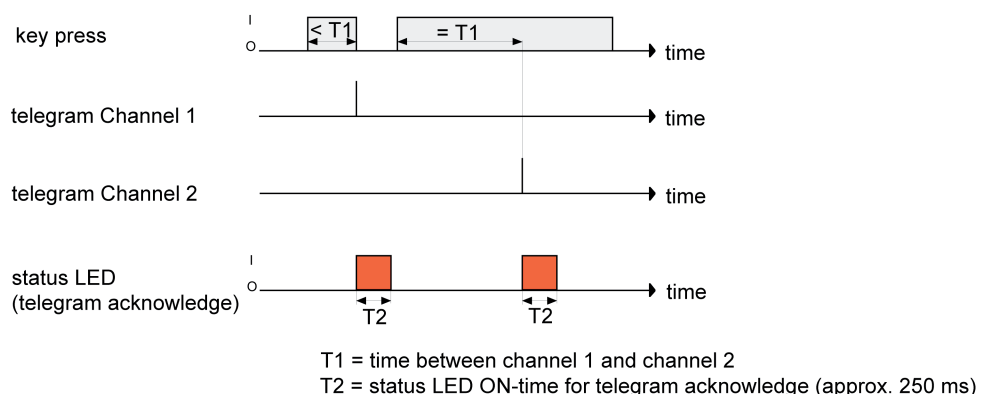 I
key press
O
< T1
= T1
time
telegram Channel 1
time
telegram Channel 2
time
I
status LED
O
(telegram acknowledge)
time
T2
T2
T1 = time between channel 1 and channel 2
T2 = status LED ON-time for telegram acknowledge (approx. 250 ms)